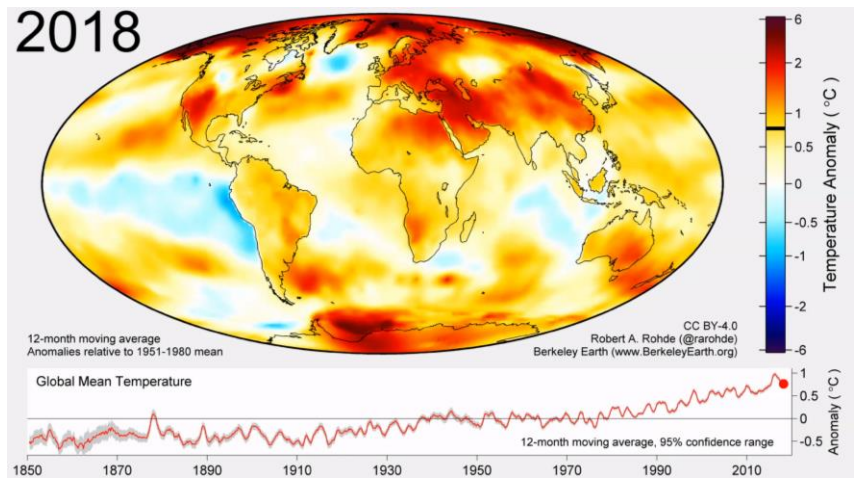 2018
6
2
1
0.5
0
-0.5
-1
-2
-6
Temperature Anomaly ( °C )
12-month moving average
Anomalies relative to 1951-1980 mean
CC BY-4.0
Robert A. Rohde (@rarohde)
Berkeley Earth (www.BerkeleyEarth.org)
Global Mean Temperature
1
0.5
0
-0.5
Anomaly ( °C )
12-month moving average, 95% confidence range
1850 1870 1890 1910 1930 1950 1970 1990 2010